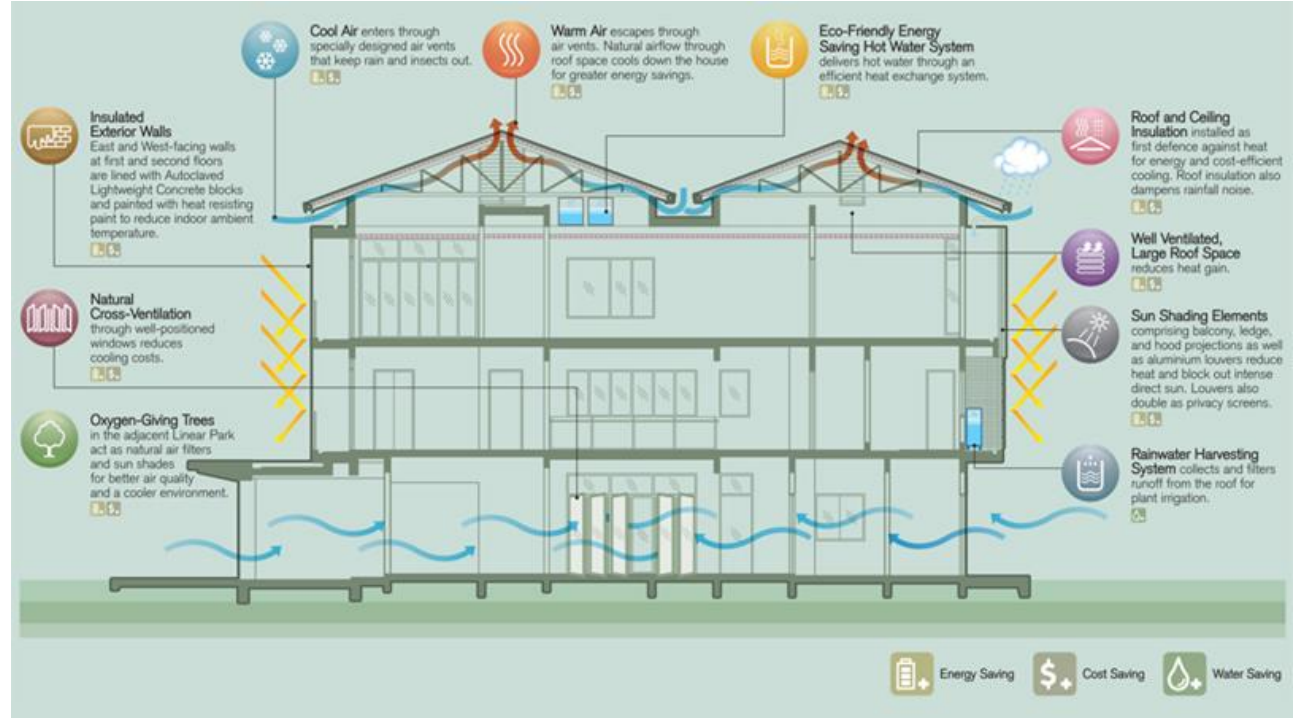 Cool Air enters through
specially designed air vents
that keep rain and insects out.
Warm Air escapes through
air vents. Natural airflow through
roof space cools down the house
for greater energy savings.
Eco-Friendly Energy
Saving Hot Water System
delivers hot water through an
efficient heat exchange system.
Insulated
Exterior Walls
East and West-facing walls
at first and second floors
are lined with Autoclaved
Lightweight Concrete blocks
and painted with heat resisting
paint to reduce indoor ambient
temperature.
Natural
Cross-Ventilation
through well-positioned
windows reduces
cooling costs.
Oxygen-Giving Trees
in the adjacent Linear Park
act as natural air filters
and sun shades
for better air quality
and a cooler environment.
Roof and Ceiling
Insulation installed as
first defence against heat
for energy and cost-efficient
cooling. Roof insulation also
dampens rainfall noise.
Well Ventilated,
Large Roof Space
reduces heat gain.
Sun Shading Elements
comprising balcony, ledge,
and hood projections as well
as aluminium louvers reduce
heat and block out intense
direct sun. Louvers also
double as privacy screens.
Rainwater Harvesting
System collects and filters
runoff from the roof for
plant irrigation.
Energy Saving
$+ Cost Saving
Water Saving